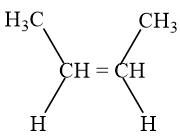 H₃C CH₃
CH = CH
H H